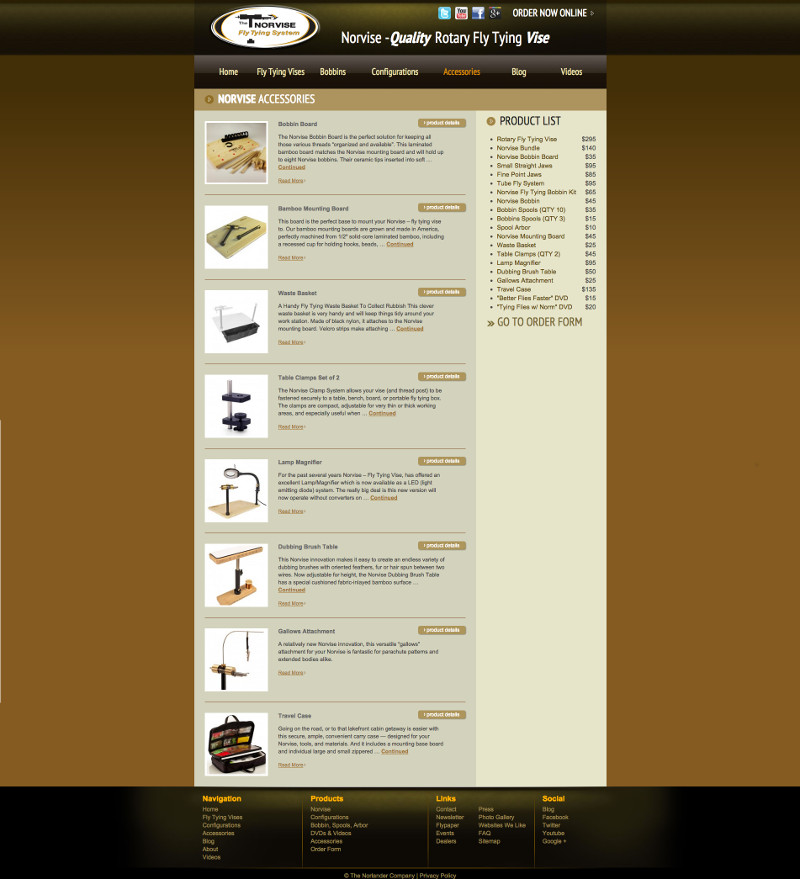 The NORVISE
Fly Tying System
ORDER NOW ONLINE
Norvise - Quality Rotary Fly Tying Vise
Home
Fly Tying Vises
Bobbins
Configurations
Accessories
Blog
Videos
NORVISE ACCESSORIES
Bobbin Board
product details
The Norvise Bobbin Board is the perfect solution for keeping all
those various threads "organized and available". This laminated
bamboo board matches the Norvise mounting board and will hold up
to eight Norvise bobbins. Their ceramic tips inserted into soft ...
Continued
Read More
Bamboo Mounting Board
product details
This board is the perfect base to mount your Norvise – fly tying vise
to. Our bamboo mounting boards are grown and made in America,
perfectly machined from 1/2" solid-core laminated bamboo, including
a recessed cup for holding hooks, beads, ... Continued
Read More
Waste Basket
product details
A Handy Fly Tying Waste Basket To Collect Rubbish This clever
waste basket is very handy and will keep things tidy around your
work station. Made of black nylon, it attaches to the Norvise
mounting board. Velcro strips make attaching ... Continued
Read More
Table Clamps Set of 2
product details
The Norvise Clamp System allows your vise (and thread post) to be
fastened securely to a table, bench, board, or portable fly tying box.
The clamps are compact, adjustable for very thin or thick working
areas, and especially useful when ... Continued
Read More
Lamp Magnifier
product details
For the past several years Norvise – Fly Tying Vise, has offered an
excellent Lamp/Magnifier which is now available as a LED (light
emitting diode) system. The really big deal is this new version will
now operate without converters on ... Continued
Read More
Dubbing Brush Table
product details
This Norvise innovation makes it easy to create an endless variety of
dubbing brushes with oriented feathers, fur or hair spun between two
wires. Now adjustable for height, the Norvise Dubbing Brush Table
has a special cushioned fabric-inlayed bamboo surface ...
Continued
Read More
Gallows Attachment
product details
A relatively new Norvise innovation, this versatile "gallows"
attachment for your Norvise is fantastic for parachute patterns and
extended bodies alike.
Read More
Travel Case
product details
Going on the road, or to that lakefront cabin getaway is easier with
this secure, ample, convenient carry case — designed for your
Norvise, tools, and materials. And it includes a mounting base board
and individual large and small zippered ... Continued
Read More
PRODUCT LIST
Rotary Fly Tying Vise $295
Norvise Bundle $140
Norvise Bobbin Board $35
Small Straight Jaws $95
Fine Point Jaws $85
Tube Fly System $95
Norvise Fly Tying Bobbin Kit $65
Norvise Bobbin $45
Bobbin Spools (QTY 10) $35
Bobbins Spools (QTY 3) $15
Spool Arbor $10
Norvise Mounting Board $45
Waste Basket $25
Table Clamps (QTY 2) $45
Lamp Magnifier $95
Dubbing Brush Table $50
Gallows Attachment $25
Travel Case $135
"Better Flies Faster" DVD $15
"Tying Flies w/ Norm" DVD $20
GO TO ORDER FORM
Navigation
Home
Fly Tying Vises
Configurations
Accessories
Blog
About
Videos
Products
Norvise
Configurations
Bobbin, Spools, Arbor
DVDs & Videos
Accessories
Order Form
Links
Contact
Newsletter
Flypaper
Events
Dealers
Press
Photo Gallery
Websites We Like
FAQ
Sitemap
Social
Blog
Facebook
Twitter
Youtube
Google +
© The Norlander Company | Privacy Policy